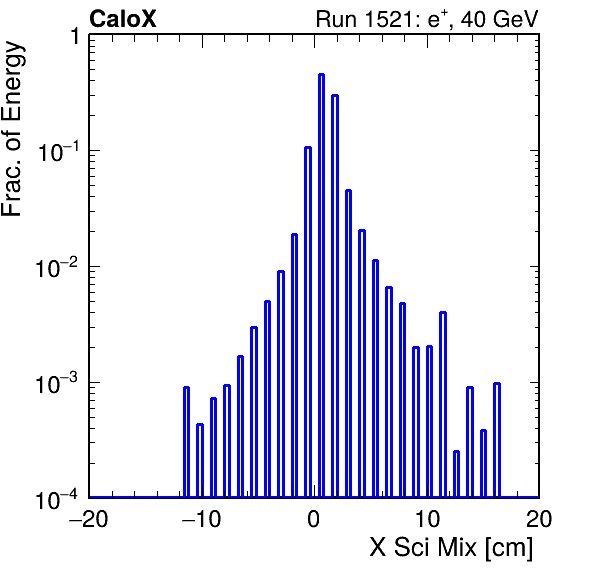 CaloX Run 1521: e⁺, 40 GeV
Frac. of Energy
1
10⁻¹
10⁻²
10⁻³
10⁻⁴
−20 −10 0 10 20
X Sci Mix [cm]